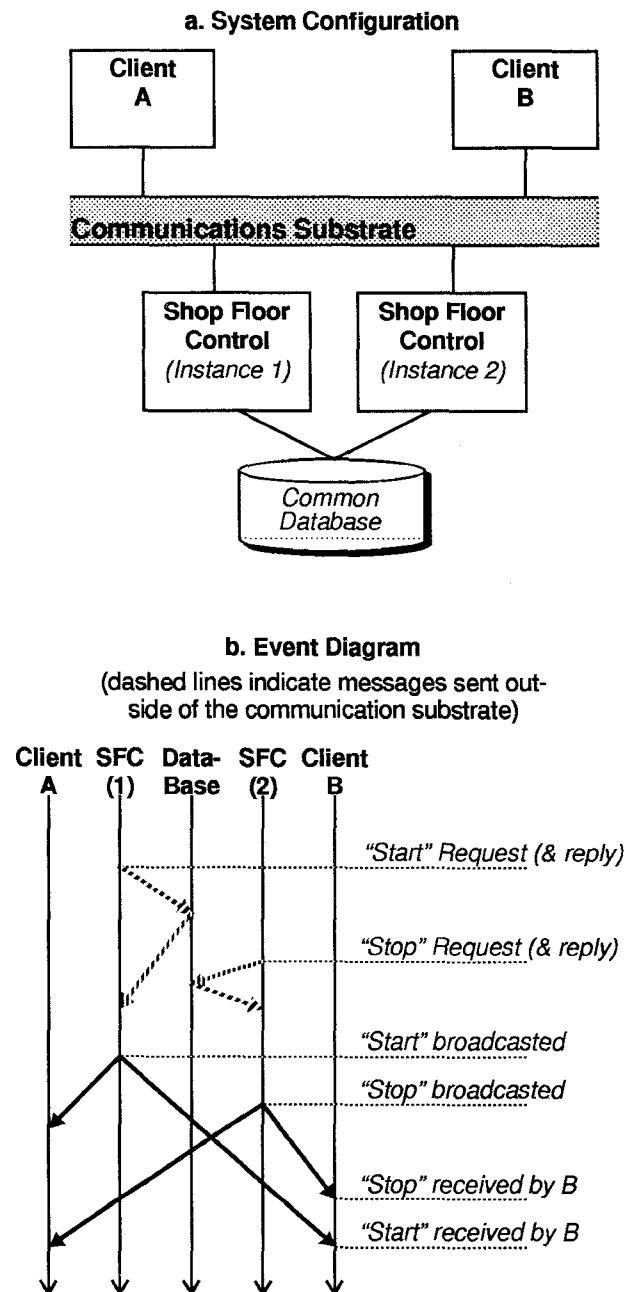 a. System Configuration
Client
A
Client
B
Communications Substrate
Shop Floor
Control
(Instance 1)
Shop Floor
Control
(Instance 2)
Common
Database
b. Event Diagram
(dashed lines indicate messages sent out-
side of the communication substrate)
Client
A
SFC
(1)
Data-
Base
SFC
(2)
Client
B
“Start” Request (& reply)
“Stop” Request (& reply)
“Start” broadcasted
“Stop” broadcasted
“Stop” received by B
“Start” received by B